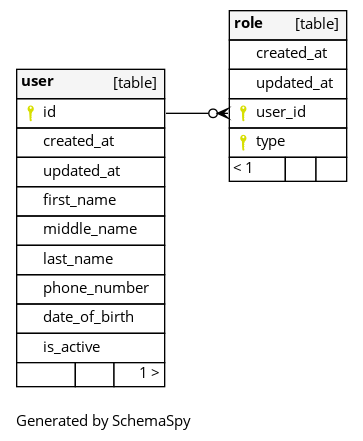 role [table]
created_at
updated_at
user_id
type
< 1
user [table]
id
created_at
updated_at
first_name
middle_name
last_name
phone_number
date_of_birth
is_active
1 >
Generated by SchemaSpy